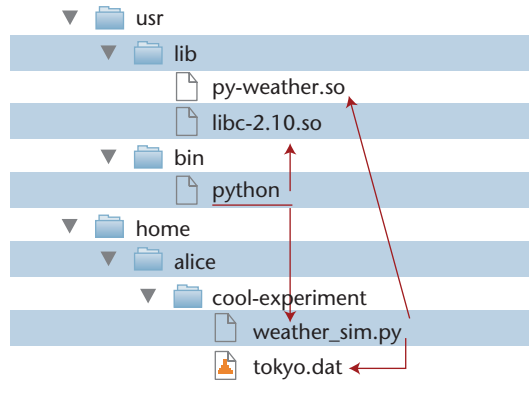 usr
lib
py-weather.so
libc-2.10.so
bin
python
home
alice
cool-experiment
weather_sim.py
tokyo.dat